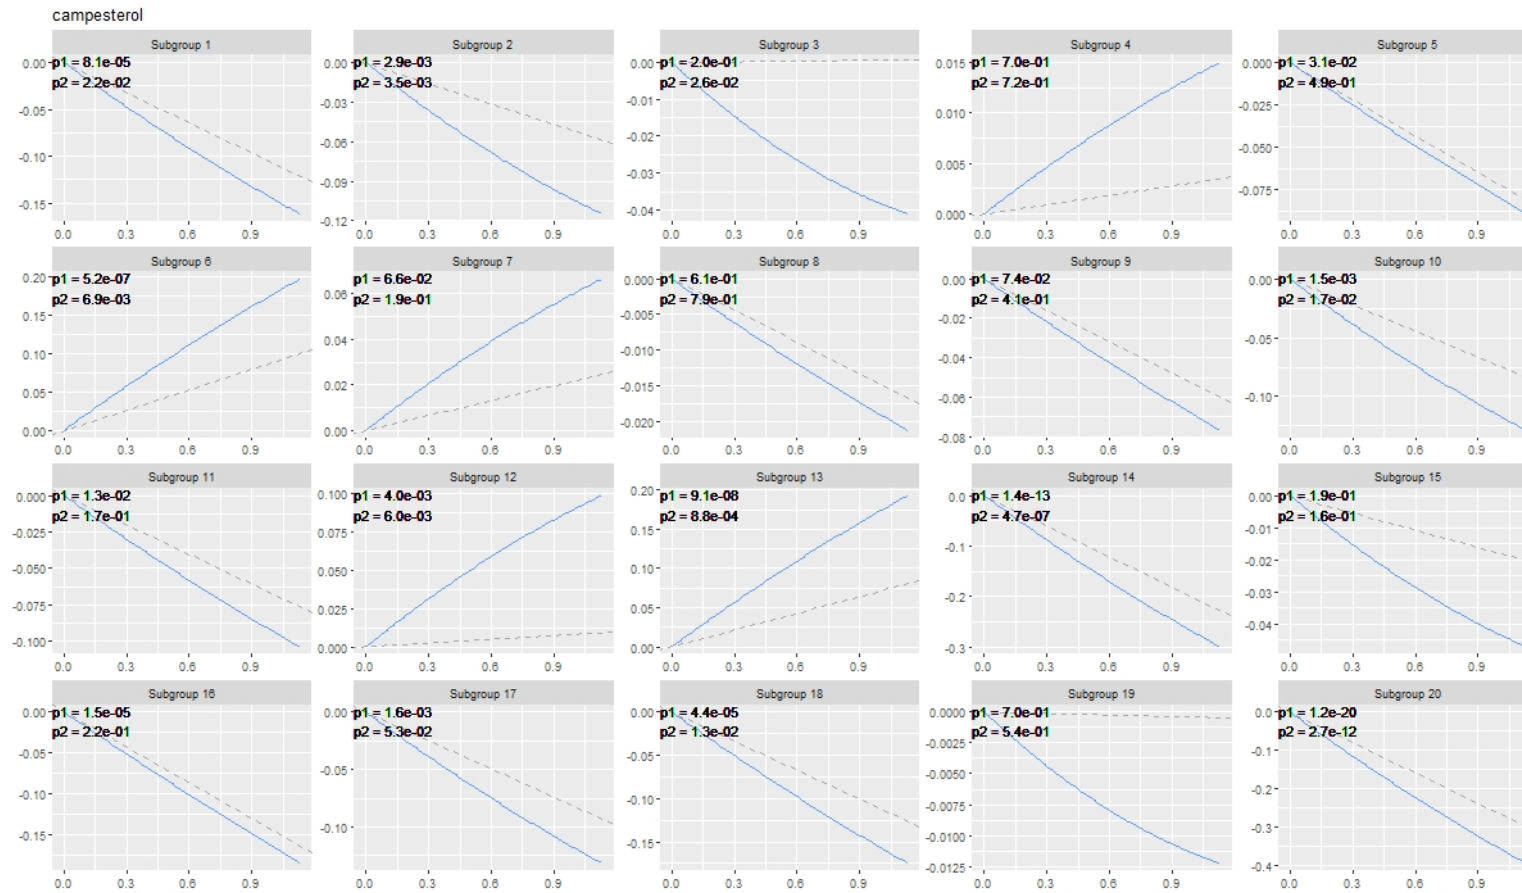 campesterol
Subgroup 1
p1 = 8.1e-05
p2 = 2.2e-02
0.00
-0.05
-0.10
-0.15
0.0 0.3 0.6 0.9
Subgroup 2
p1 = 2.9e-03
p2 = 3.5e-03
0.00
-0.03
-0.06
-0.09
-0.12
0.0 0.3 0.6 0.9
Subgroup 3
p1 = 2.0e-01
p2 = 2.6e-02
0.00
-0.01
-0.02
-0.03
-0.04
0.0 0.3 0.6 0.9
Subgroup 4
p1 = 7.0e-01
p2 = 7.2e-01
0.015
0.010
0.005
0.000
0.0 0.3 0.6 0.9
Subgroup 5
p1 = 3.1e-02
p2 = 4.9e-01
0.000
-0.025
-0.050
-0.075
0.0 0.3 0.6 0.9
Subgroup 6
p1 = 5.2e-07
p2 = 6.9e-03
0.20
0.15
0.10
0.05
0.00
0.0 0.3 0.6 0.9
Subgroup 7
p1 = 6.6e-02
p2 = 1.9e-01
0.06
0.04
0.02
0.00
0.0 0.3 0.6 0.9
Subgroup 8
p1 = 6.1e-01
p2 = 7.9e-01
0.000
-0.005
-0.010
-0.015
-0.020
0.0 0.3 0.6 0.9
Subgroup 9
p1 = 7.4e-02
p2 = 4.1e-01
0.00
-0.02
-0.04
-0.06
-0.08
0.0 0.3 0.6 0.9
Subgroup 10
p1 = 1.5e-03
p2 = 1.7e-02
0.00
-0.05
-0.10
0.0 0.3 0.6 0.9
Subgroup 11
p1 = 1.3e-02
p2 = 1.7e-01
0.000
-0.025
-0.050
-0.075
-0.100
0.0 0.3 0.6 0.9
Subgroup 12
p1 = 4.0e-03
p2 = 6.0e-03
0.100
0.075
0.050
0.025
0.000
0.0 0.3 0.6 0.9
Subgroup 13
p1 = 9.1e-08
p2 = 8.8e-04
0.20
0.15
0.10
0.05
0.00
0.0 0.3 0.6 0.9
Subgroup 14
p1 = 1.4e-13
p2 = 4.7e-07
0.0
-0.1
-0.2
-0.3
0.0 0.3 0.6 0.9
Subgroup 15
p1 = 1.9e-01
p2 = 1.6e-01
0.00
-0.01
-0.02
-0.03
-0.04
0.0 0.3 0.6 0.9
Subgroup 16
p1 = 1.5e-05
p2 = 2.2e-01
0.00
-0.05
-0.10
-0.15
0.0 0.3 0.6 0.9
Subgroup 17
p1 = 1.6e-03
p2 = 5.3e-02
0.00
-0.05
-0.10
0.0 0.3 0.6 0.9
Subgroup 18
p1 = 4.4e-05
p2 = 1.3e-02
0.00
-0.05
-0.10
-0.15
0.0 0.3 0.6 0.9
Subgroup 19
p1 = 7.0e-01
p2 = 5.4e-01
0.0000
-0.0025
-0.0050
-0.0075
-0.0100
-0.0125
0.0 0.3 0.6 0.9
Subgroup 20
p1 = 1.2e-20
p2 = 2.7e-12
0.0
-0.1
-0.2
-0.3
-0.4
0.0 0.3 0.6 0.9